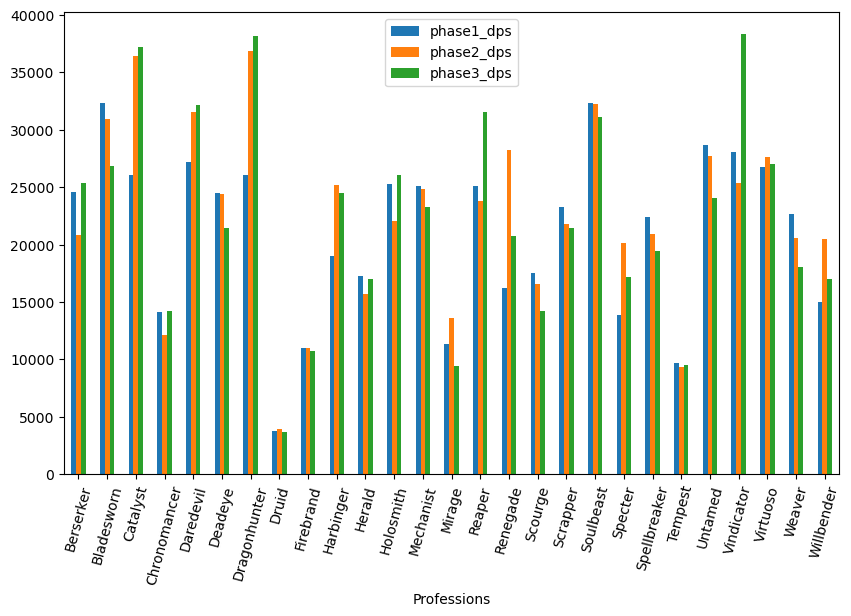 phase1_dps
phase2_dps
phase3_dps
40000
35000
30000
25000
20000
15000
10000
5000
0
Berserker
Bladesworn
Catalyst
Chronomancer
Daredevil
Deadeye
Dragonhunter
Druid
Firebrand
Harbinger
Herald
Holosmith
Mechanist
Mirage
Reaper
Renegade
Scourge
Scrapper
Soulbeast
Specter
Spellbreaker
Tempest
Untamed
Vindicator
Virtuoso
Weaver
Willbender
Professions